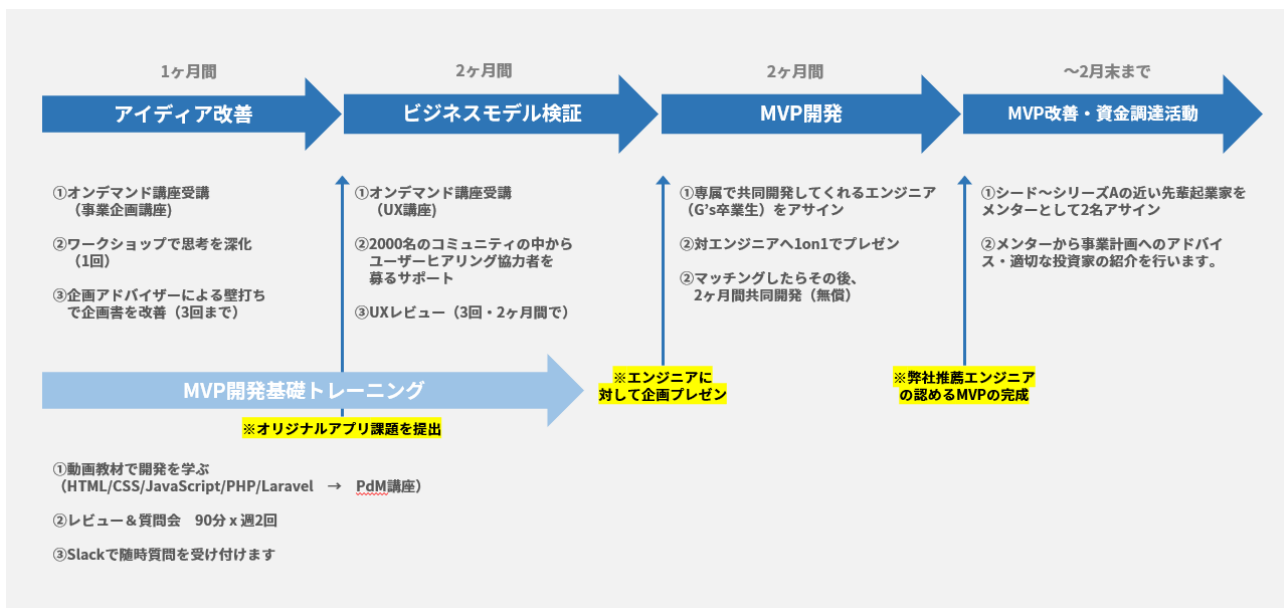 1ヶ月間
アイディア改善
①オンデマンド講座受講
（事業企画講座)
②ワークショップで思考を深化
（1回）
③企画アドバイザーによる壁打ち
で企画書を改善（3回まで）
2ヶ月間
ビジネスモデル検証
①オンデマンド講座受講
（UX講座)
②2000名のコミュニティの中から
ユーザーヒアリング協力者を
募るサポート
③UXレビュー（3回・2ヶ月間で）
2ヶ月間
MVP開発
①専属で共同開発してくれるエンジニア
（G’s卒業生）をアサイン
②対エンジニアへ1on1でプレゼン
②マッチングしたらその後、
2ヶ月間共同開発（無償）
～2月末まで
MVP改善・資金調達活動
①シード～シリーズAの近い先輩起業家を
メンターとして2名アサイン
②メンターから事業計画へのアドバイ
ス・適切な投資家の紹介を行います。
MVP開発基礎トレーニング
※オリジナルアプリ課題を提出
※エンジニアに
対して企画プレゼン
※弊社推薦エンジニア
の認めるMVPの完成
①動画教材で開発を学ぶ
（HTML/CSS/JavaScript/PHP/Laravel　→　PdM講座）
②レビュー＆質問会　90分 x 週2回
③Slackで随時質問を受け付けます